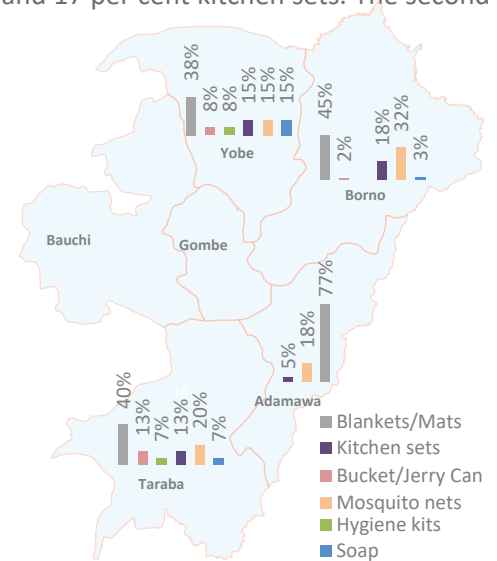 and 17 per cent kitchen sets. The second
38%
8%
8%
15%
15%
15%
Yobe
45%
2%
18%
32%
3%
Borno
Bauchi
Gombe
5%
18%
77%
Adamawa
40%
13%
7%
13%
20%
7%
Taraba
Blankets/Mats
Kitchen sets
Bucket/Jerry Can
Mosquito nets
Hygiene kits
Soap